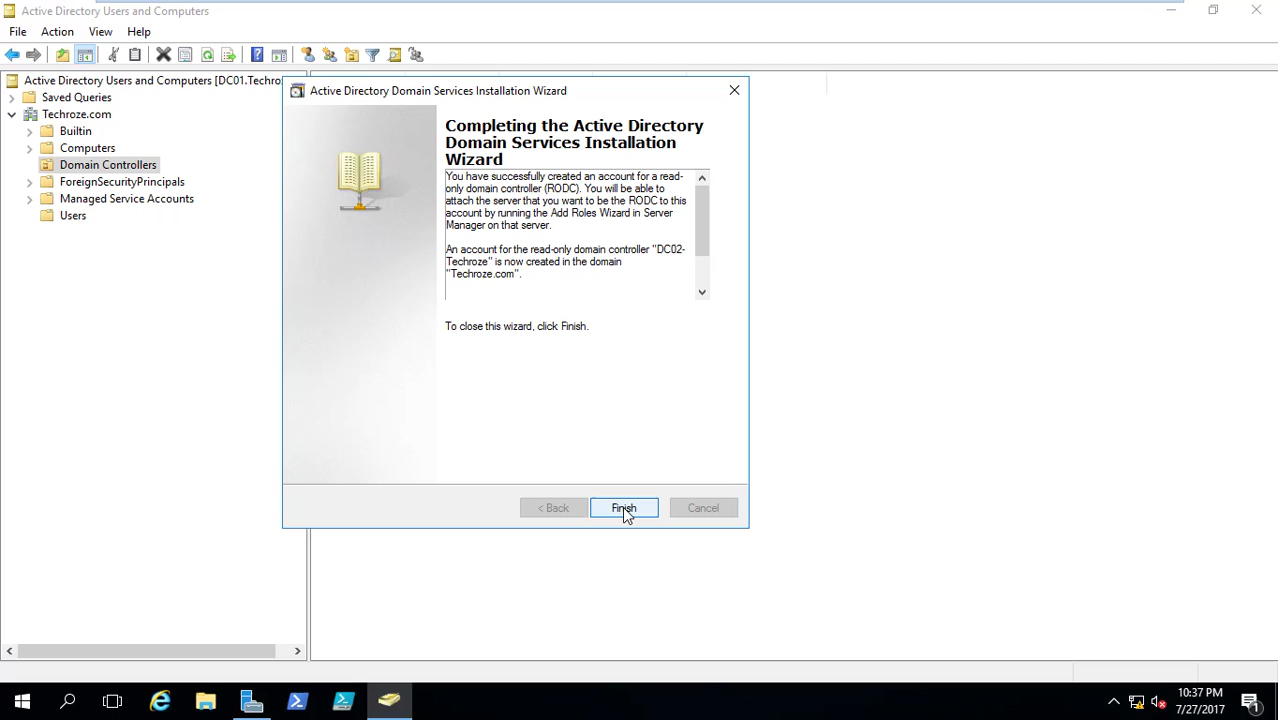 Active Directory Users and Computers
File Action View Help
Active Directory Users and Computers [DC01.Techro
Saved Queries
Techroze.com
Builtin
Computers
Domain Controllers
ForeignSecurityPrincipals
Managed Service Accounts
Users
Active Directory Domain Services Installation Wizard
Completing the Active Directory
Domain Services Installation
Wizard
You have successfully created an account for a read-
only domain controller (RODC). You will be able to
attach the server that you want to be the RODC to this
account by running the Add Roles Wizard in Server
Manager on that server.
An account for the read-only domain controller "DC02-
Techroze" is now created in the domain
"Techroze.com".
To close this wizard, click Finish.
< Back Finish Cancel
10:37 PM
7/27/2017
1